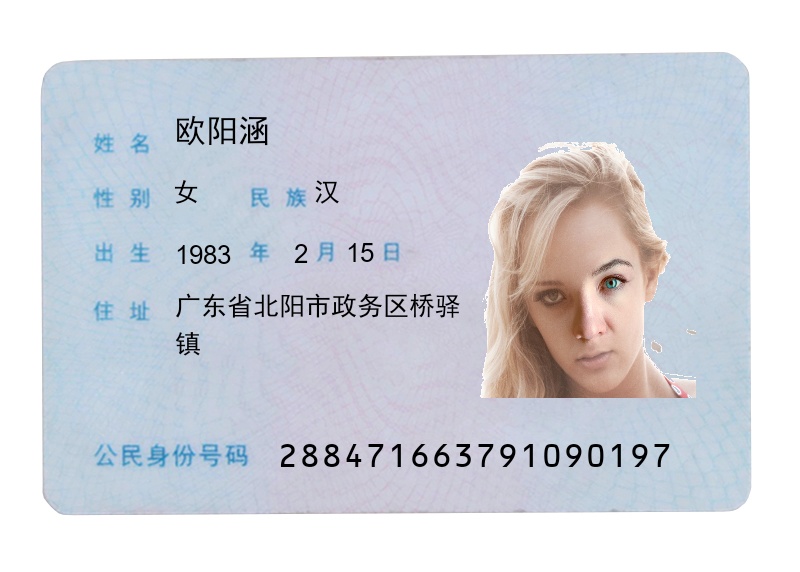 姓名 欧阳涵
性别 女 民族 汉
出生 1983 年 2 月 15 日
住址 广东省北阳市政务区桥驿
镇
公民身份号码 288471663791090197